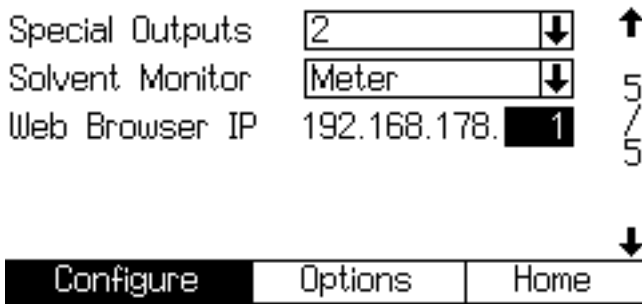 Special Outputs 2
Solvent Monitor Meter
Web Browser IP 192.168.178. 1
5/5
Configure Options Home